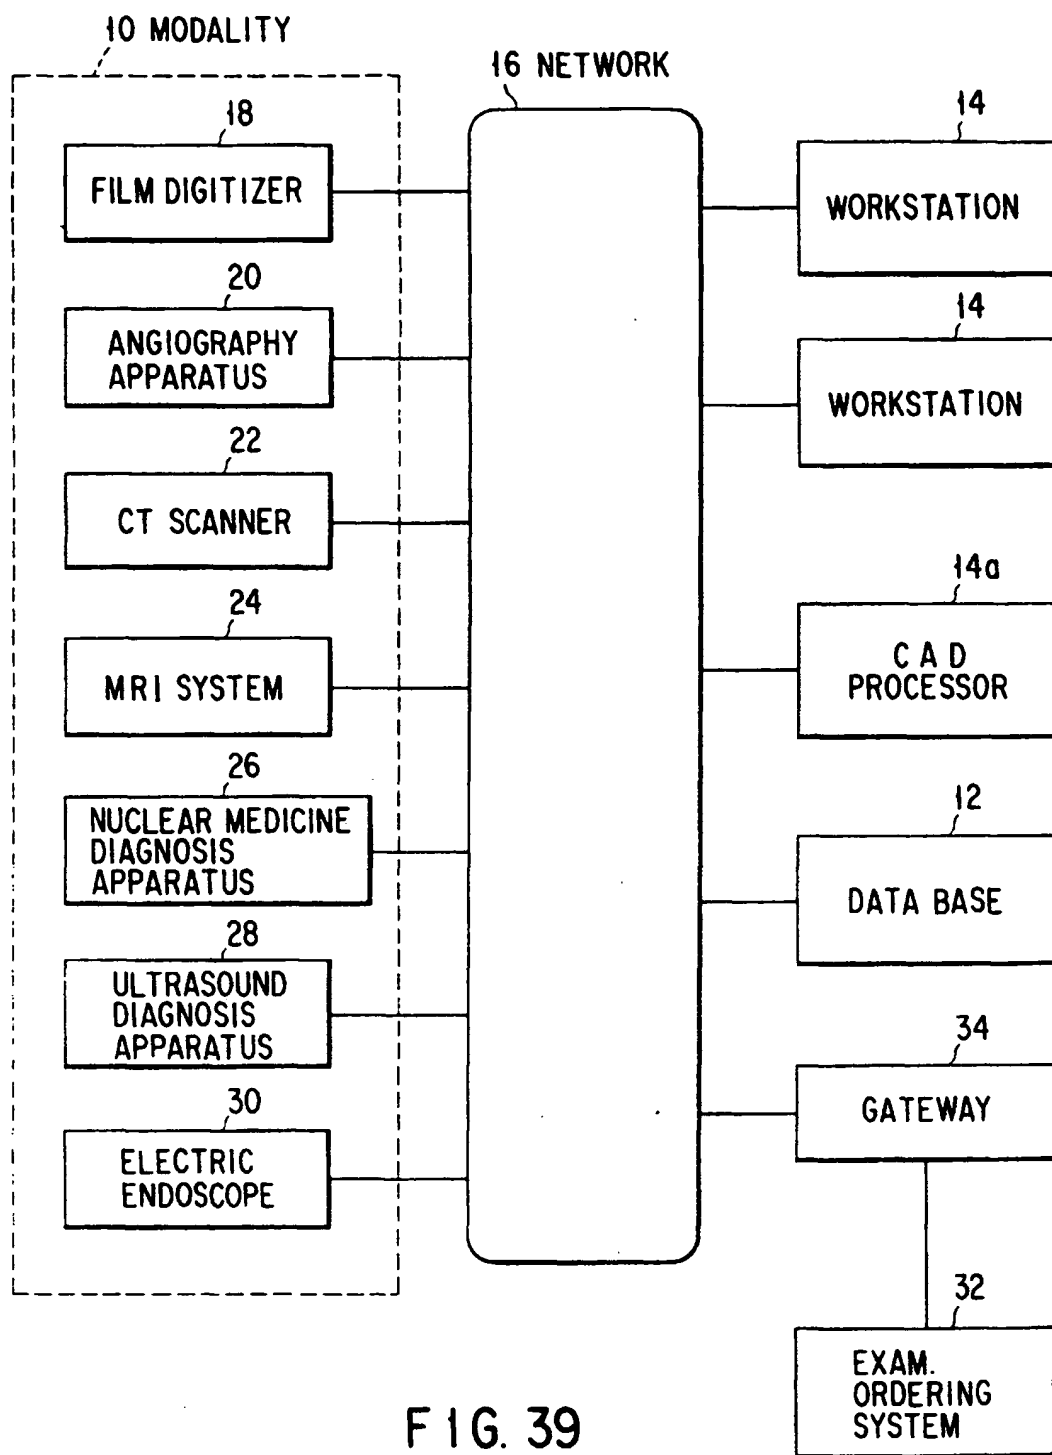 10 MODALITY
18
FILM DIGITIZER
20
ANGIOGRAPHY
APPARATUS
22
CT SCANNER
24
MRI SYSTEM
26
NUCLEAR MEDICINE
DIAGNOSIS
APPARATUS
28
ULTRASOUND
DIAGNOSIS
APPARATUS
30
ELECTRIC
ENDOSCOPE
16 NETWORK
14
WORKSTATION
14
WORKSTATION
14a
CAD
PROCESSOR
12
DATA BASE
34
GATEWAY
32
EXAM.
ORDERING
SYSTEM
FIG. 39